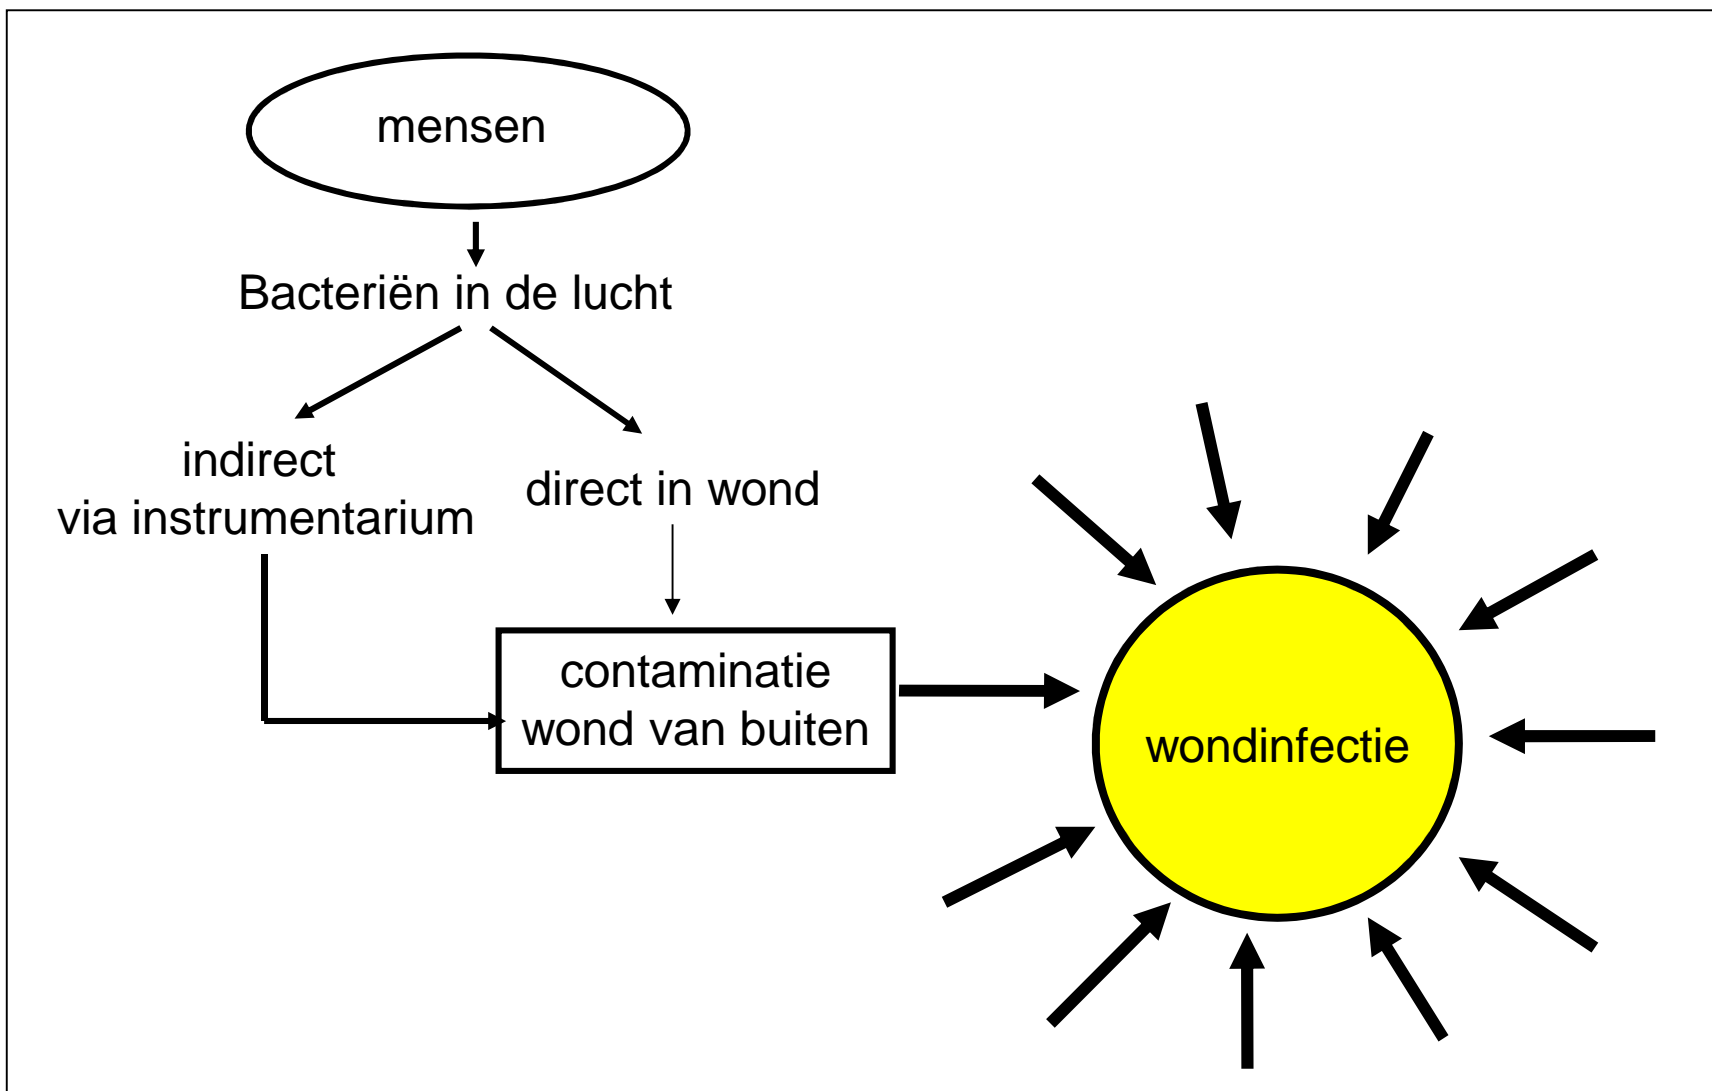 mensen
Bacteriën in de lucht
indirect
via instrumentarium
direct in wond
contaminatie
wond van buiten
wondinfectie